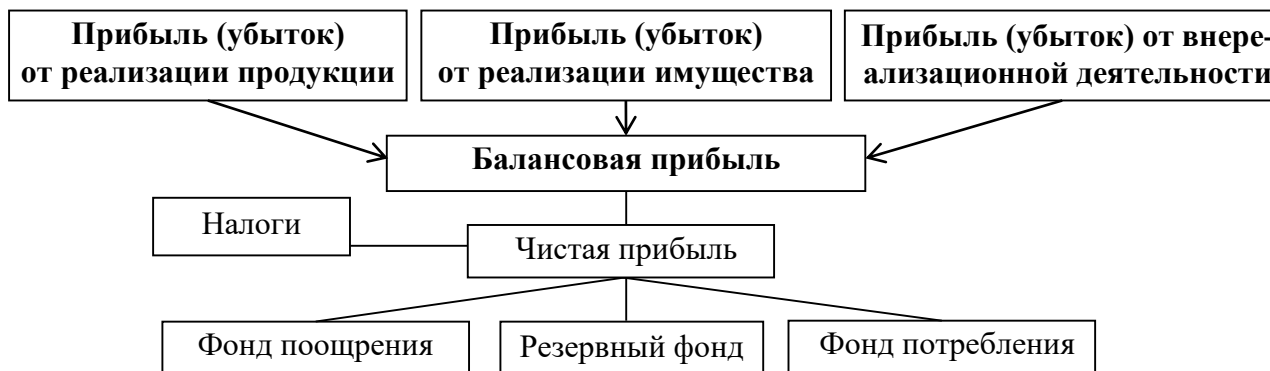 Прибыль (убыток)
от реализации продукции
Прибыль (убыток)
от реализации имущества
Прибыль (убыток) от внере-
ализационной деятельности
Балансовая прибыль
Налоги
Чистая прибыль
Фонд поощрения
Резервный фонд
Фонд потребления